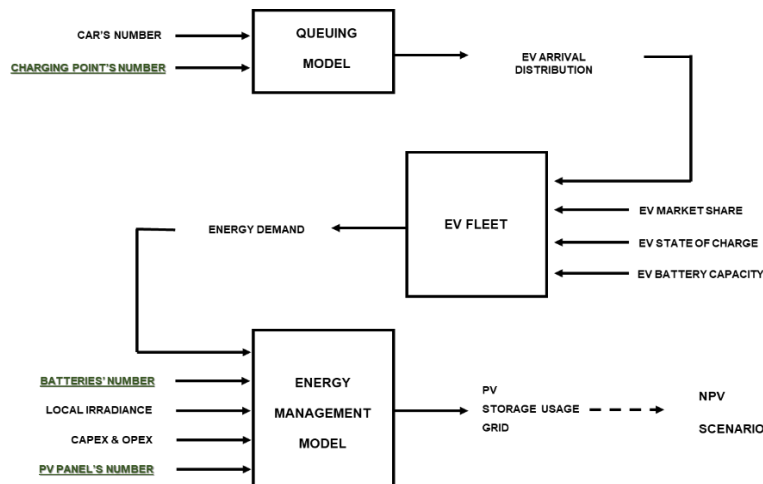 CAR'S NUMBER
CHARGING POINT'S NUMBER
QUEUING
MODEL
EV ARRIVAL
DISTRIBUTION
EV FLEET
EV MARKET SHARE
EV STATE OF CHARGE
EV BATTERY CAPACITY
ENERGY DEMAND
BATTERIES' NUMBER
LOCAL IRRADIANCE
CAPEX & OPEX
PV PANEL'S NUMBER
ENERGY
MANAGEMENT
MODEL
PV
STORAGE USAGE
GRID
NPV
SCENARIO